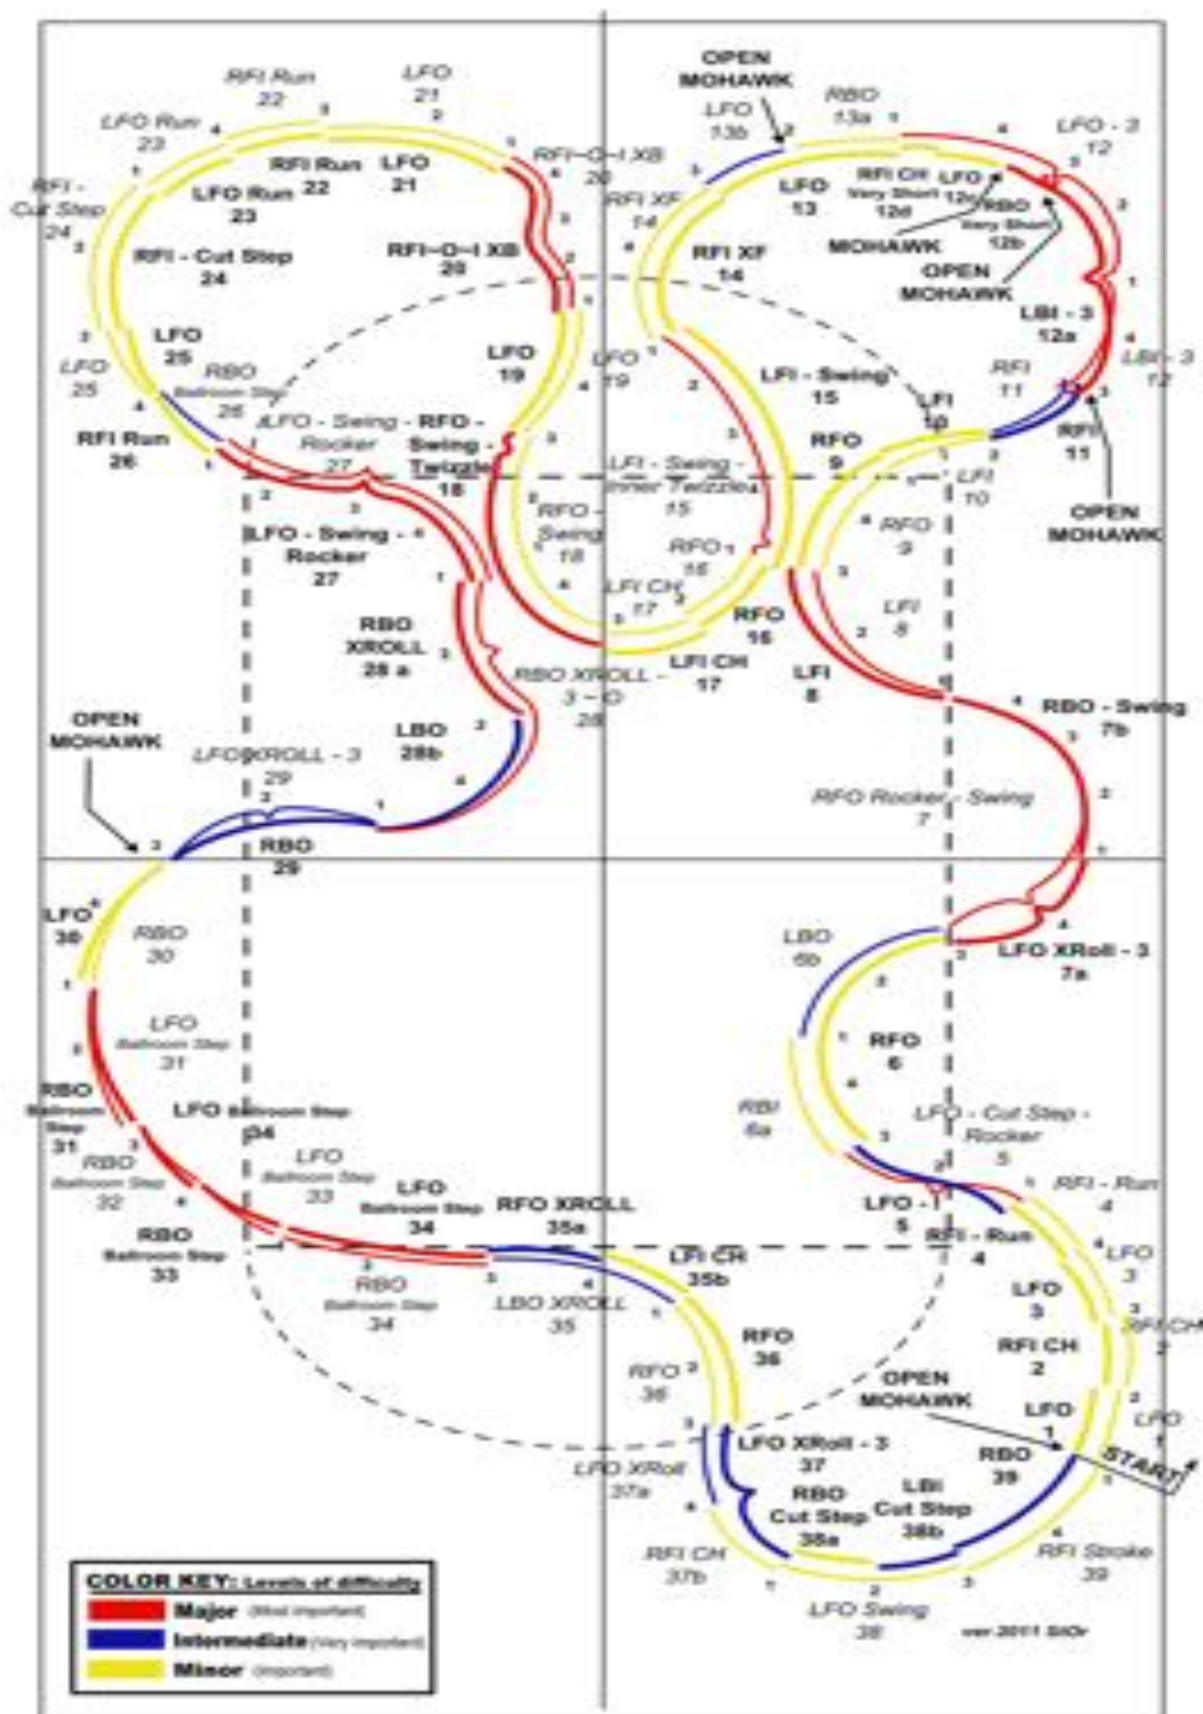 OPEN
MOHAWK
RFI Run
22
LFO
21
LFO
13b
RBO
13a
LFO Run
23
LFO - 3
12
RFI~O~I XB
20
RFI Run
22
LFO
21
LFO Run
23
RFI -
Cut Step
24
RFI XF
14
LFO
13
RFI CH
Very Short
12d
LFO
12c
RBO
Very Short
12b
MOHAWK
OPEN
MOHAWK
RFI - Cut Step
24
RFI~O~I XB
20
RFI XF
14
LBI - 3
12a
LBI - 3
12
LFO
25
LFO
25
RBO
Ballroom Step
26
LFO
19
LFO
19
LFI - Swing
15
RFI
11
LFI
10
RFI
11
RFI Run
26
LFO - Swing -
Rocker
27
RFO -
Swing -
Twizzle
18
LFI - Swing -
Inner Twizzle
15
RFO
9
LFI
10
OPEN
MOHAWK
LFO - Swing -
Rocker
27
RFO -
Swing
18
RFO
16
RFO
9
LFI CH
17
LFI
8
RBO
XROLL
28 a
RFO
16
LFI CH
17
LFI
8
RBO XROLL -
3 ~ O
28
RBO - Swing
7b
OPEN
MOHAWK
LBO
28b
LFO XROLL - 3
29
RFO Rocker - Swing
7
RBO
29
LFO
30
RBO
30
LBO
6b
LFO XRoll - 3
7a
LFO
Ballroom Step
31
RFO
6
RBO
Ballroom
Step
31
LFO Ballroom Step
34
RBI
6a
LFO - Cut Step -
Rocker
5
RBO
Ballroom Step
32
LFO
Ballroom Step
33
RFI - Run
4
LFO
Ballroom Step
34
RFO XROLL
35a
LFO - I
5
RFI - Run
4
RBO
Ballroom Step
33
LFI CH
35b
LFO
3
LFO
3
RBO
Ballroom Step
34
LBO XROLL
35
RFI CH
2
RFO
36
RFI CH
2
RFO
36
OPEN
MOHAWK
LFO
1
LFO
1
START
LFO XRoll - 3
37
RBO
39
LFO XRoll
37a
RBO
Cut Step
38a
LBI
Cut Step
38b
RFI CH
37b
RFI Stroke
39
LFO Swing
38
COLOR KEY: Levels of difficulty
Major (Most important)
Intermediate (Very important)
Minor (Important)
ver.2011 SlOr